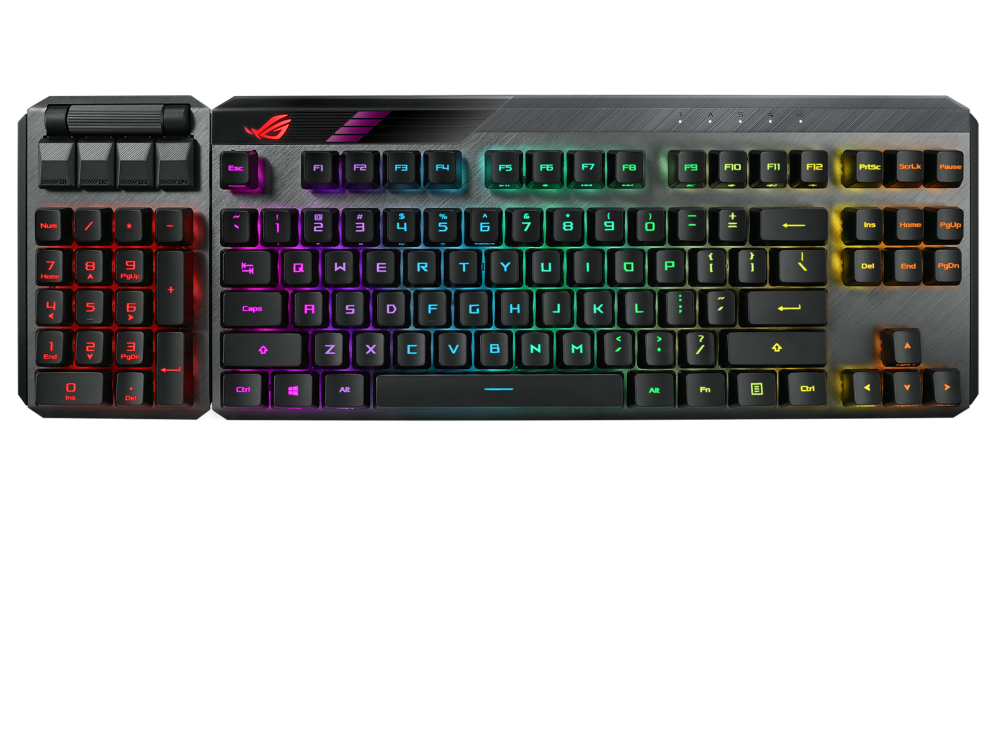 Esc F1 F2 F3 F4 F5 F6 F7 F8 F9 F10 F11 F12 PrtSc ScrLk Pause
Num / * -
~ ! @ # $ % ^ & * ( ) _ +
` 1 2 3 4 5 6 7 8 9 0 - =
Ins Home PgUp
7 8 9 +
Home PgUp
Q W E R T Y U I O P { } |
[ ] \
Del End PgDn
4 5 6
Caps A S D F G H J K L : "
; '
1 2 3
End PgDn
Z X C V B N M < > ?
, . /
0 .
Ins Del
Ctrl Alt Alt Fn Ctrl